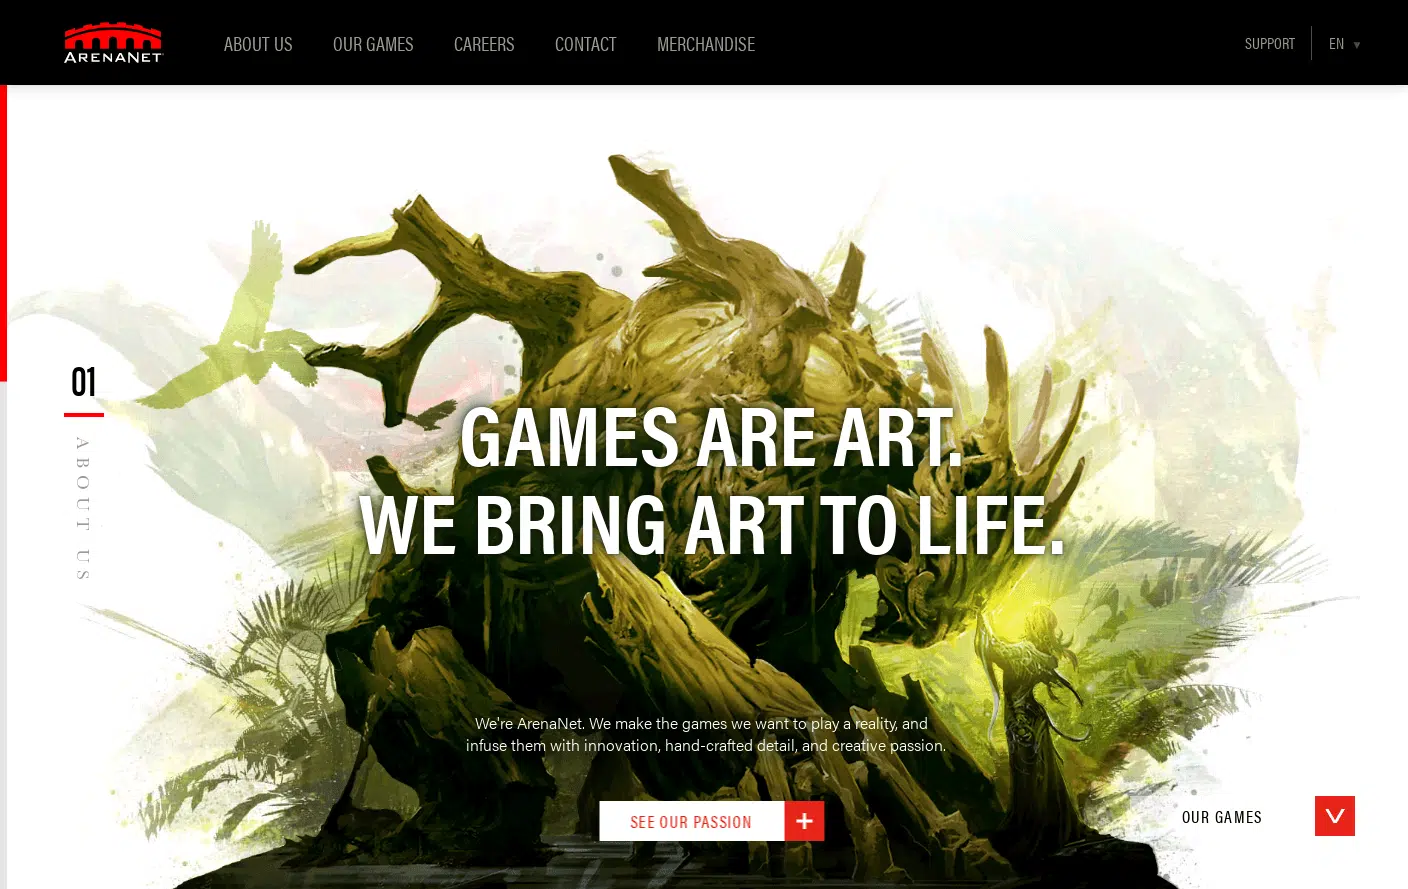 ARENANET
ABOUT US
OUR GAMES
CAREERS
CONTACT
MERCHANDISE
SUPPORT
EN
01
ABOUT US
GAMES ARE ART.
WE BRING ART TO LIFE.
We're ArenaNet. We make the games we want to play a reality, and
infuse them with innovation, hand-crafted detail, and creative passion.
SEE OUR PASSION
OUR GAMES